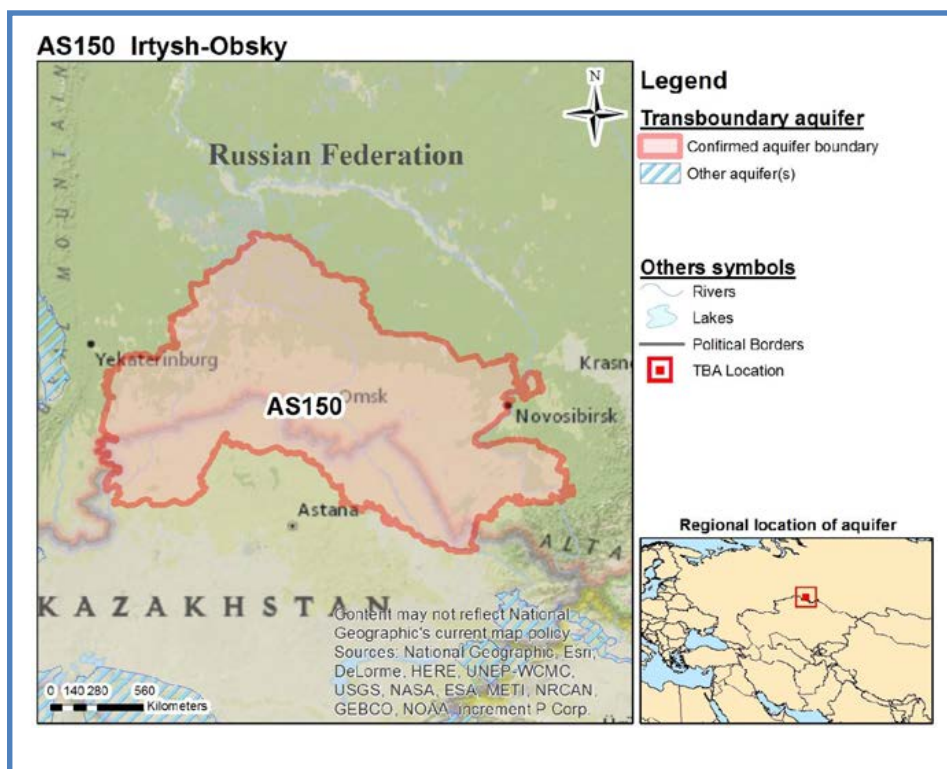 AS150 Irtysh-Obsky
N
Russian Federation
MOUNTAIN
Yekaterinburg
Omsk
AS150
Krasn
Novosibirsk
Astana
ALTA
KAZAKHSTAN
Content may not reflect National
Geographic's current map policy
Sources: National Geographic, Esri,
DeLorme, HERE, UNEP-WCMC,
USGS, NASA, ESA, METI, NRCAN,
GEBCO, NOAA, increment P Corp.
0 140 280 560
Kilometers
Legend
Transboundary aquifer
Confirmed aquifer boundary
Other aquifer(s)
Others symbols
Rivers
Lakes
Political Borders
TBA Location
Regional location of aquifer